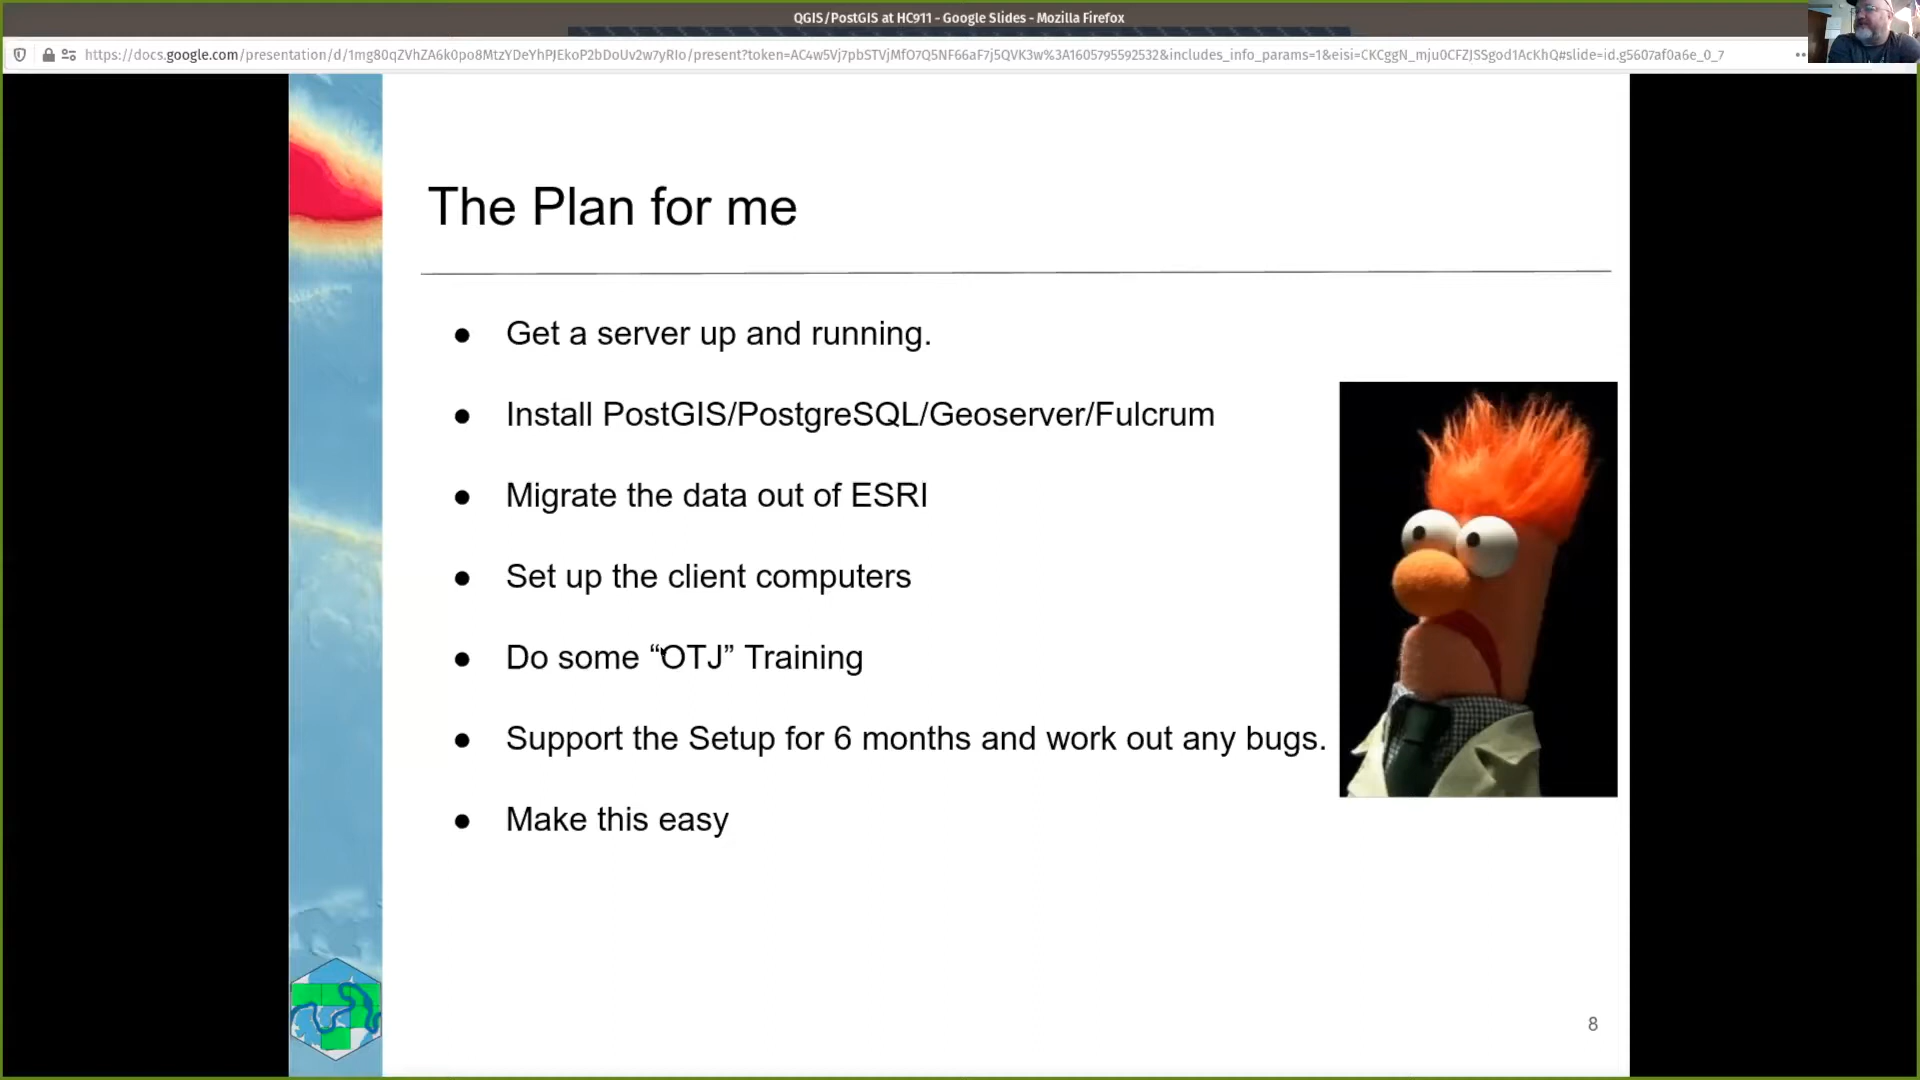 QGIS/PostGIS at HC911 - Google Slides - Mozilla Firefox
https://docs.google.com/presentation/d/1mg80qZVhZA6k0po8MtzYDeYhPJEkoP2bDoUv2w7yRIo/present?token=AC4w5Vj7pbSTVjMfO7Q5NF66aF7j5QVK3w%3A1605795592532&includes_info_params=1&eisi=CKCggN_mju0CFZJSSgod1AcKhQ#slide=id.g5607af0a6e_0_7
The Plan for me
● Get a server up and running.
● Install PostGIS/PostgreSQL/Geoserver/Fulcrum
● Migrate the data out of ESRI
● Set up the client computers
● Do some “OTJ” Training
● Support the Setup for 6 months and work out any bugs.
● Make this easy
8